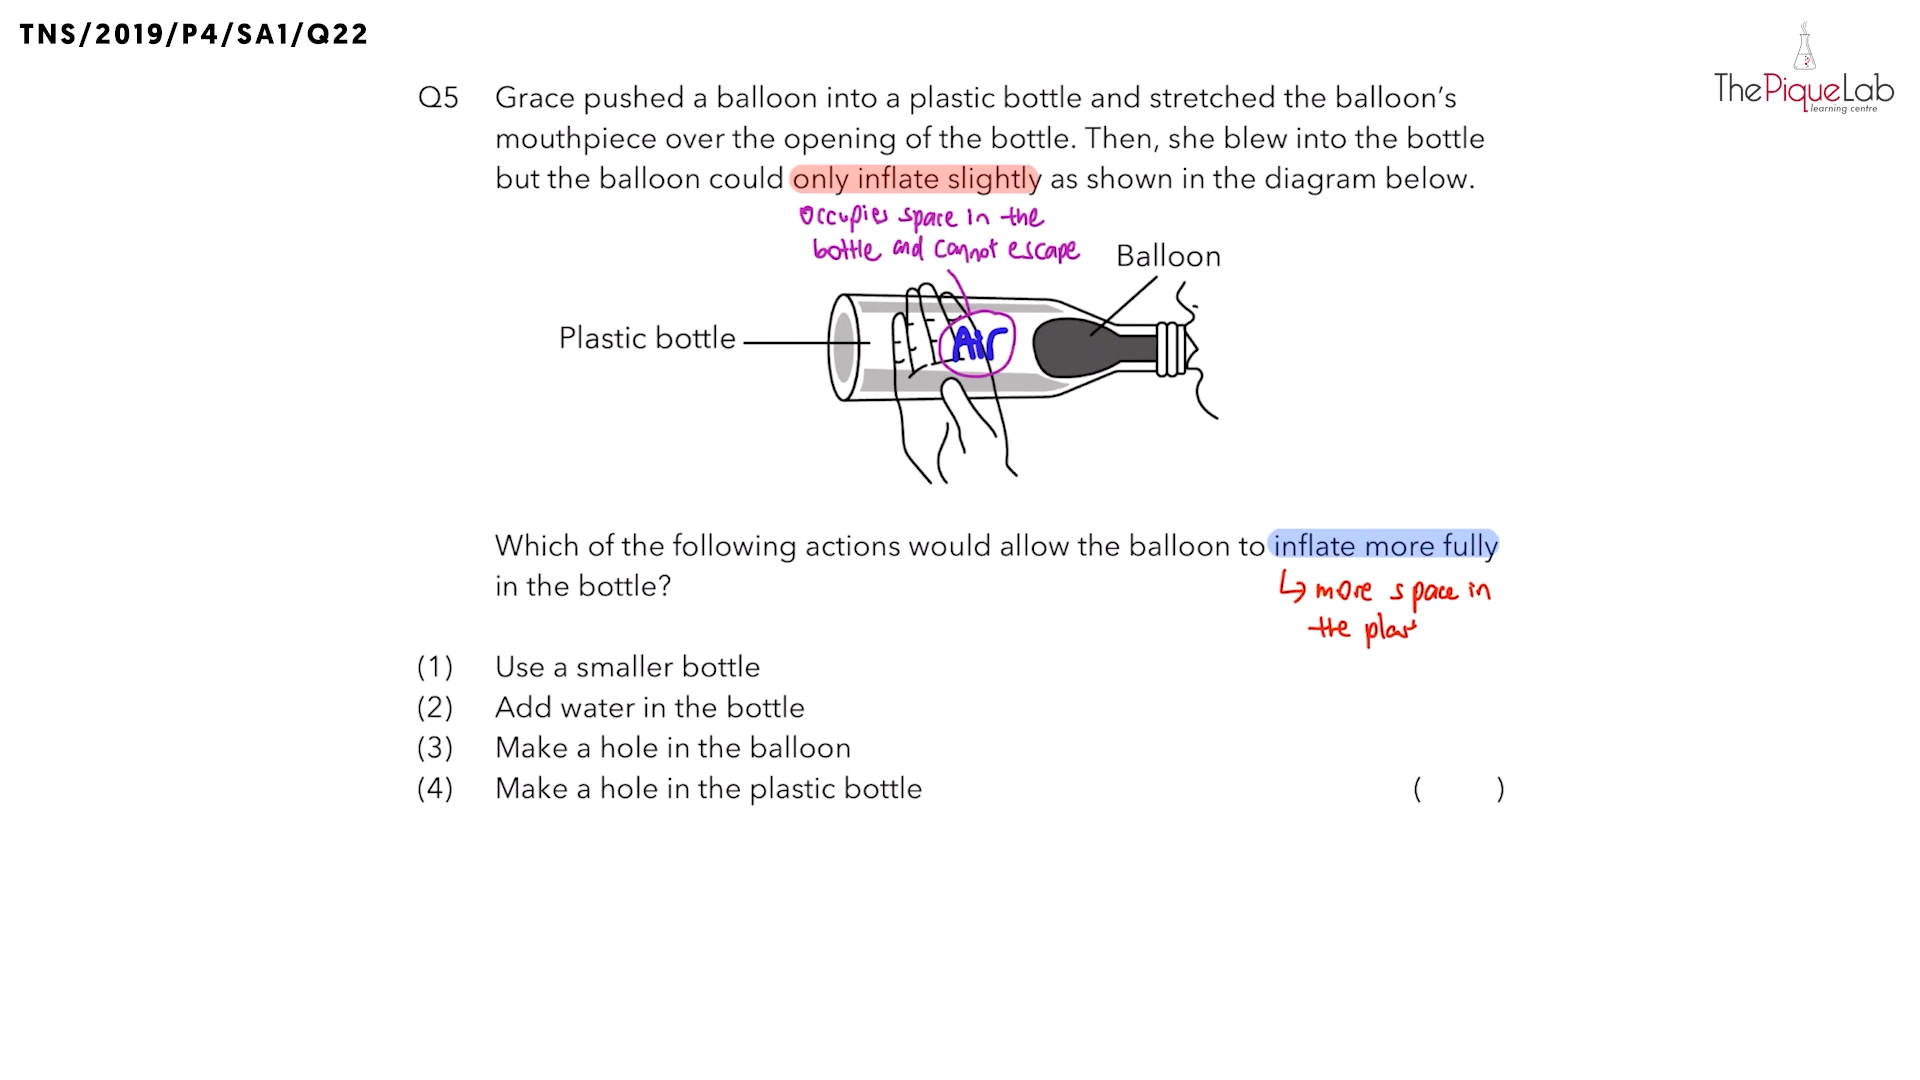 TNS/2019/P4/SA1/Q22
ThePiqueLab
learning centre
Q5 Grace pushed a balloon into a plastic bottle and stretched the balloon’s
mouthpiece over the opening of the bottle. Then, she blew into the bottle
but the balloon could only inflate slightly as shown in the diagram below.
Occupies space in the
bottle and cannot escape
Balloon
Plastic bottle
Air
Which of the following actions would allow the balloon to inflate more fully
in the bottle?
↳ more space in
the plas
(1) Use a smaller bottle
(2) Add water in the bottle
(3) Make a hole in the balloon
(4) Make a hole in the plastic bottle ( )